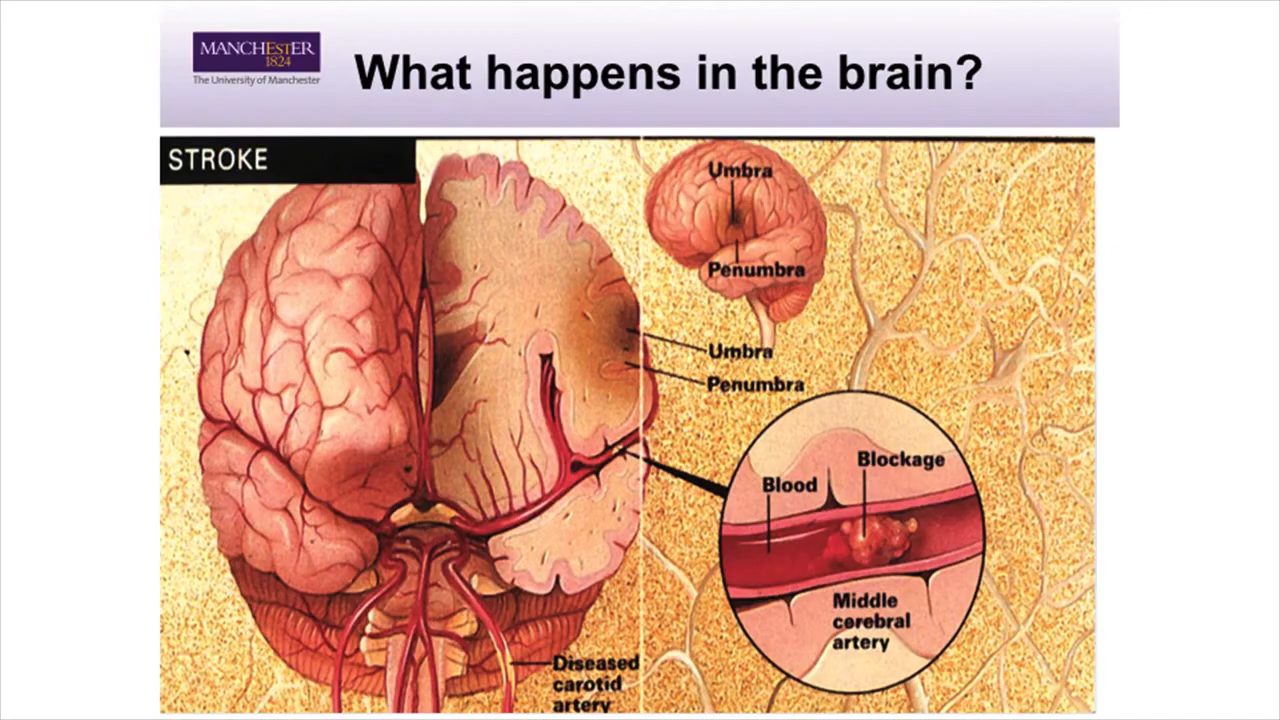 MANCHESTER
1824
The University of Manchester
What happens in the brain?
STROKE
Umbra
Penumbra
Umbra
Penumbra
Blockage
Blood
Middle
cerebral
artery
Diseased
carotid
artery